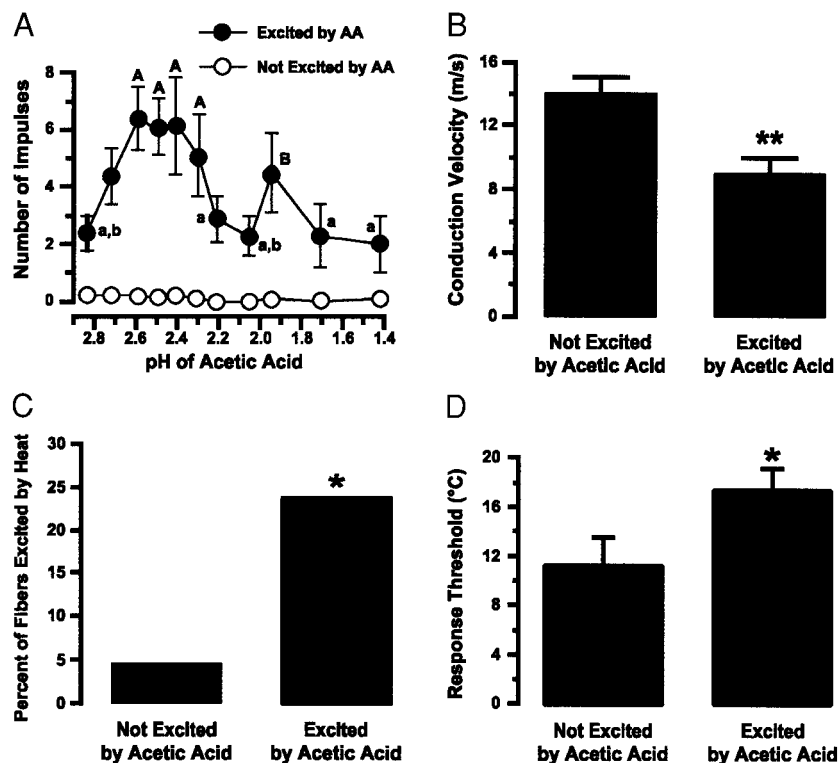 A
Excited by AA
Not Excited by AA
Number of Impulses
8
6
4
2
0
A
A
A
A
B
a,b
a
a,b
a
a
2.8
2.6
2.4
2.2
2.0
1.8
1.6
1.4
pH of Acetic Acid
B
Conduction Velocity (m/s)
16
12
8
4
0
**
Not Excited
by Acetic Acid
Excited
by Acetic Acid
C
Percent of Fibers Excited by Heat
30
25
20
15
10
5
0
*
Not Excited
by Acetic Acid
Excited
by Acetic Acid
D
Response Threshold (°C)
20
16
12
8
4
0
*
Not Excited
by Acetic Acid
Excited
by Acetic Acid